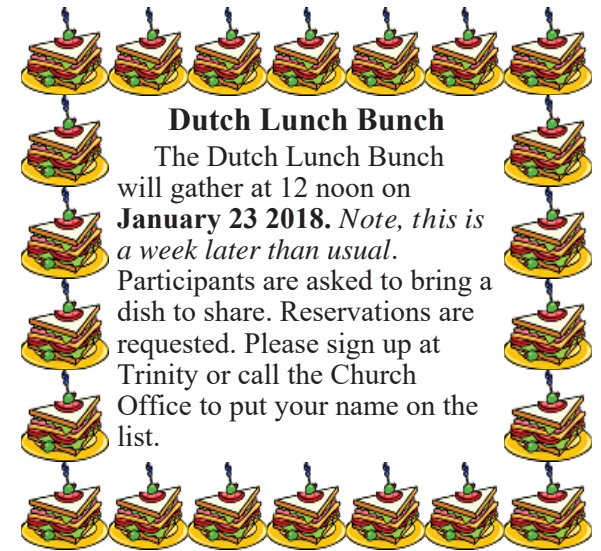 Dutch Lunch Bunch
The Dutch Lunch Bunch
will gather at 12 noon on
January 23 2018. Note, this is
a week later than usual.
Participants are asked to bring a
dish to share. Reservations are
requested. Please sign up at
Trinity or call the Church
Office to put your name on the
list.